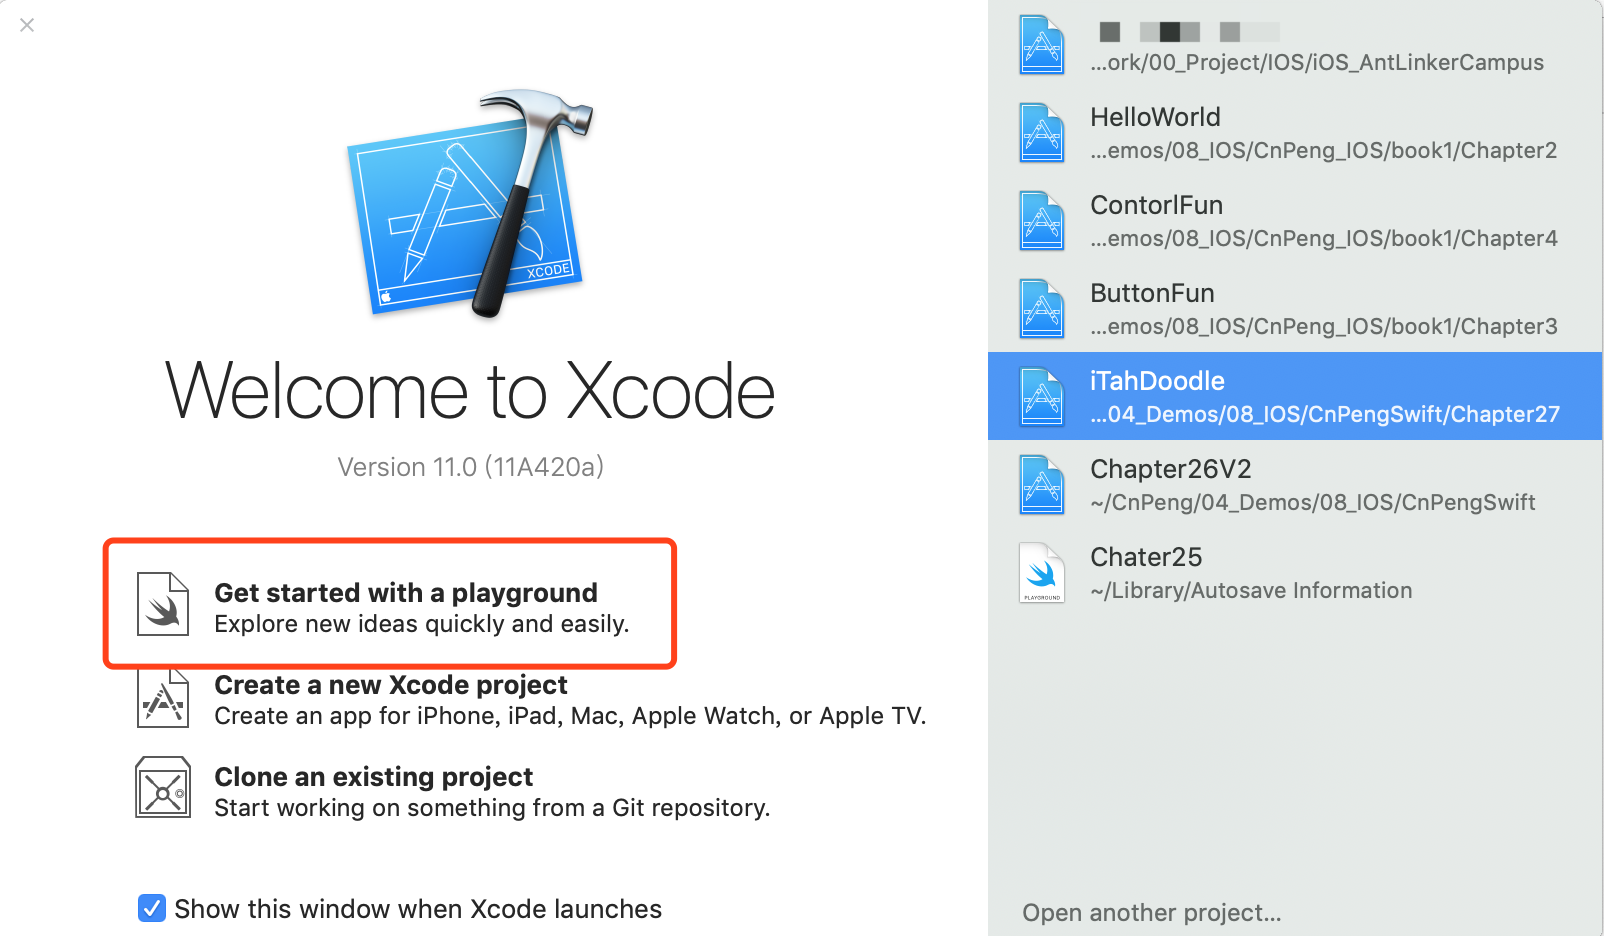 XCODE
Welcome to Xcode
Version 11.0 (11A420a)
Get started with a playground
Explore new ideas quickly and easily.
Create a new Xcode project
Create an app for iPhone, iPad, Mac, Apple Watch, or Apple TV.
Clone an existing project
Start working on something from a Git repository.
Show this window when Xcode launches
...ork/00_Project/IOS/iOS_AntLinkerCampus
HelloWorld
...emos/08_IOS/CnPeng_IOS/book1/Chapter2
ContorlFun
...emos/08_IOS/CnPeng_IOS/book1/Chapter4
ButtonFun
...emos/08_IOS/CnPeng_IOS/book1/Chapter3
iTahDoodle
...04_Demos/08_IOS/CnPengSwift/Chapter27
Chapter26V2
~/CnPeng/04_Demos/08_IOS/CnPengSwift
PLAYGROUND
Chater25
~/Library/Autosave Information
Open another project...